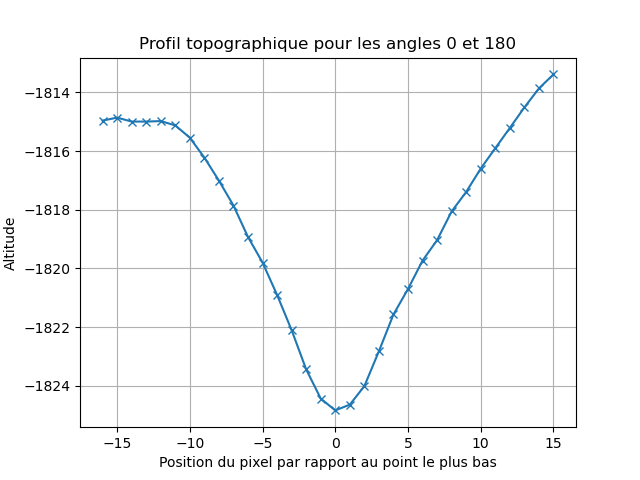 Profil topographique pour les angles 0 et 180
−1814
−1816
−1818
−1820
−1822
−1824
Altitude
−15 −10 −5 0 5 10 15
Position du pixel par rapport au point le plus bas